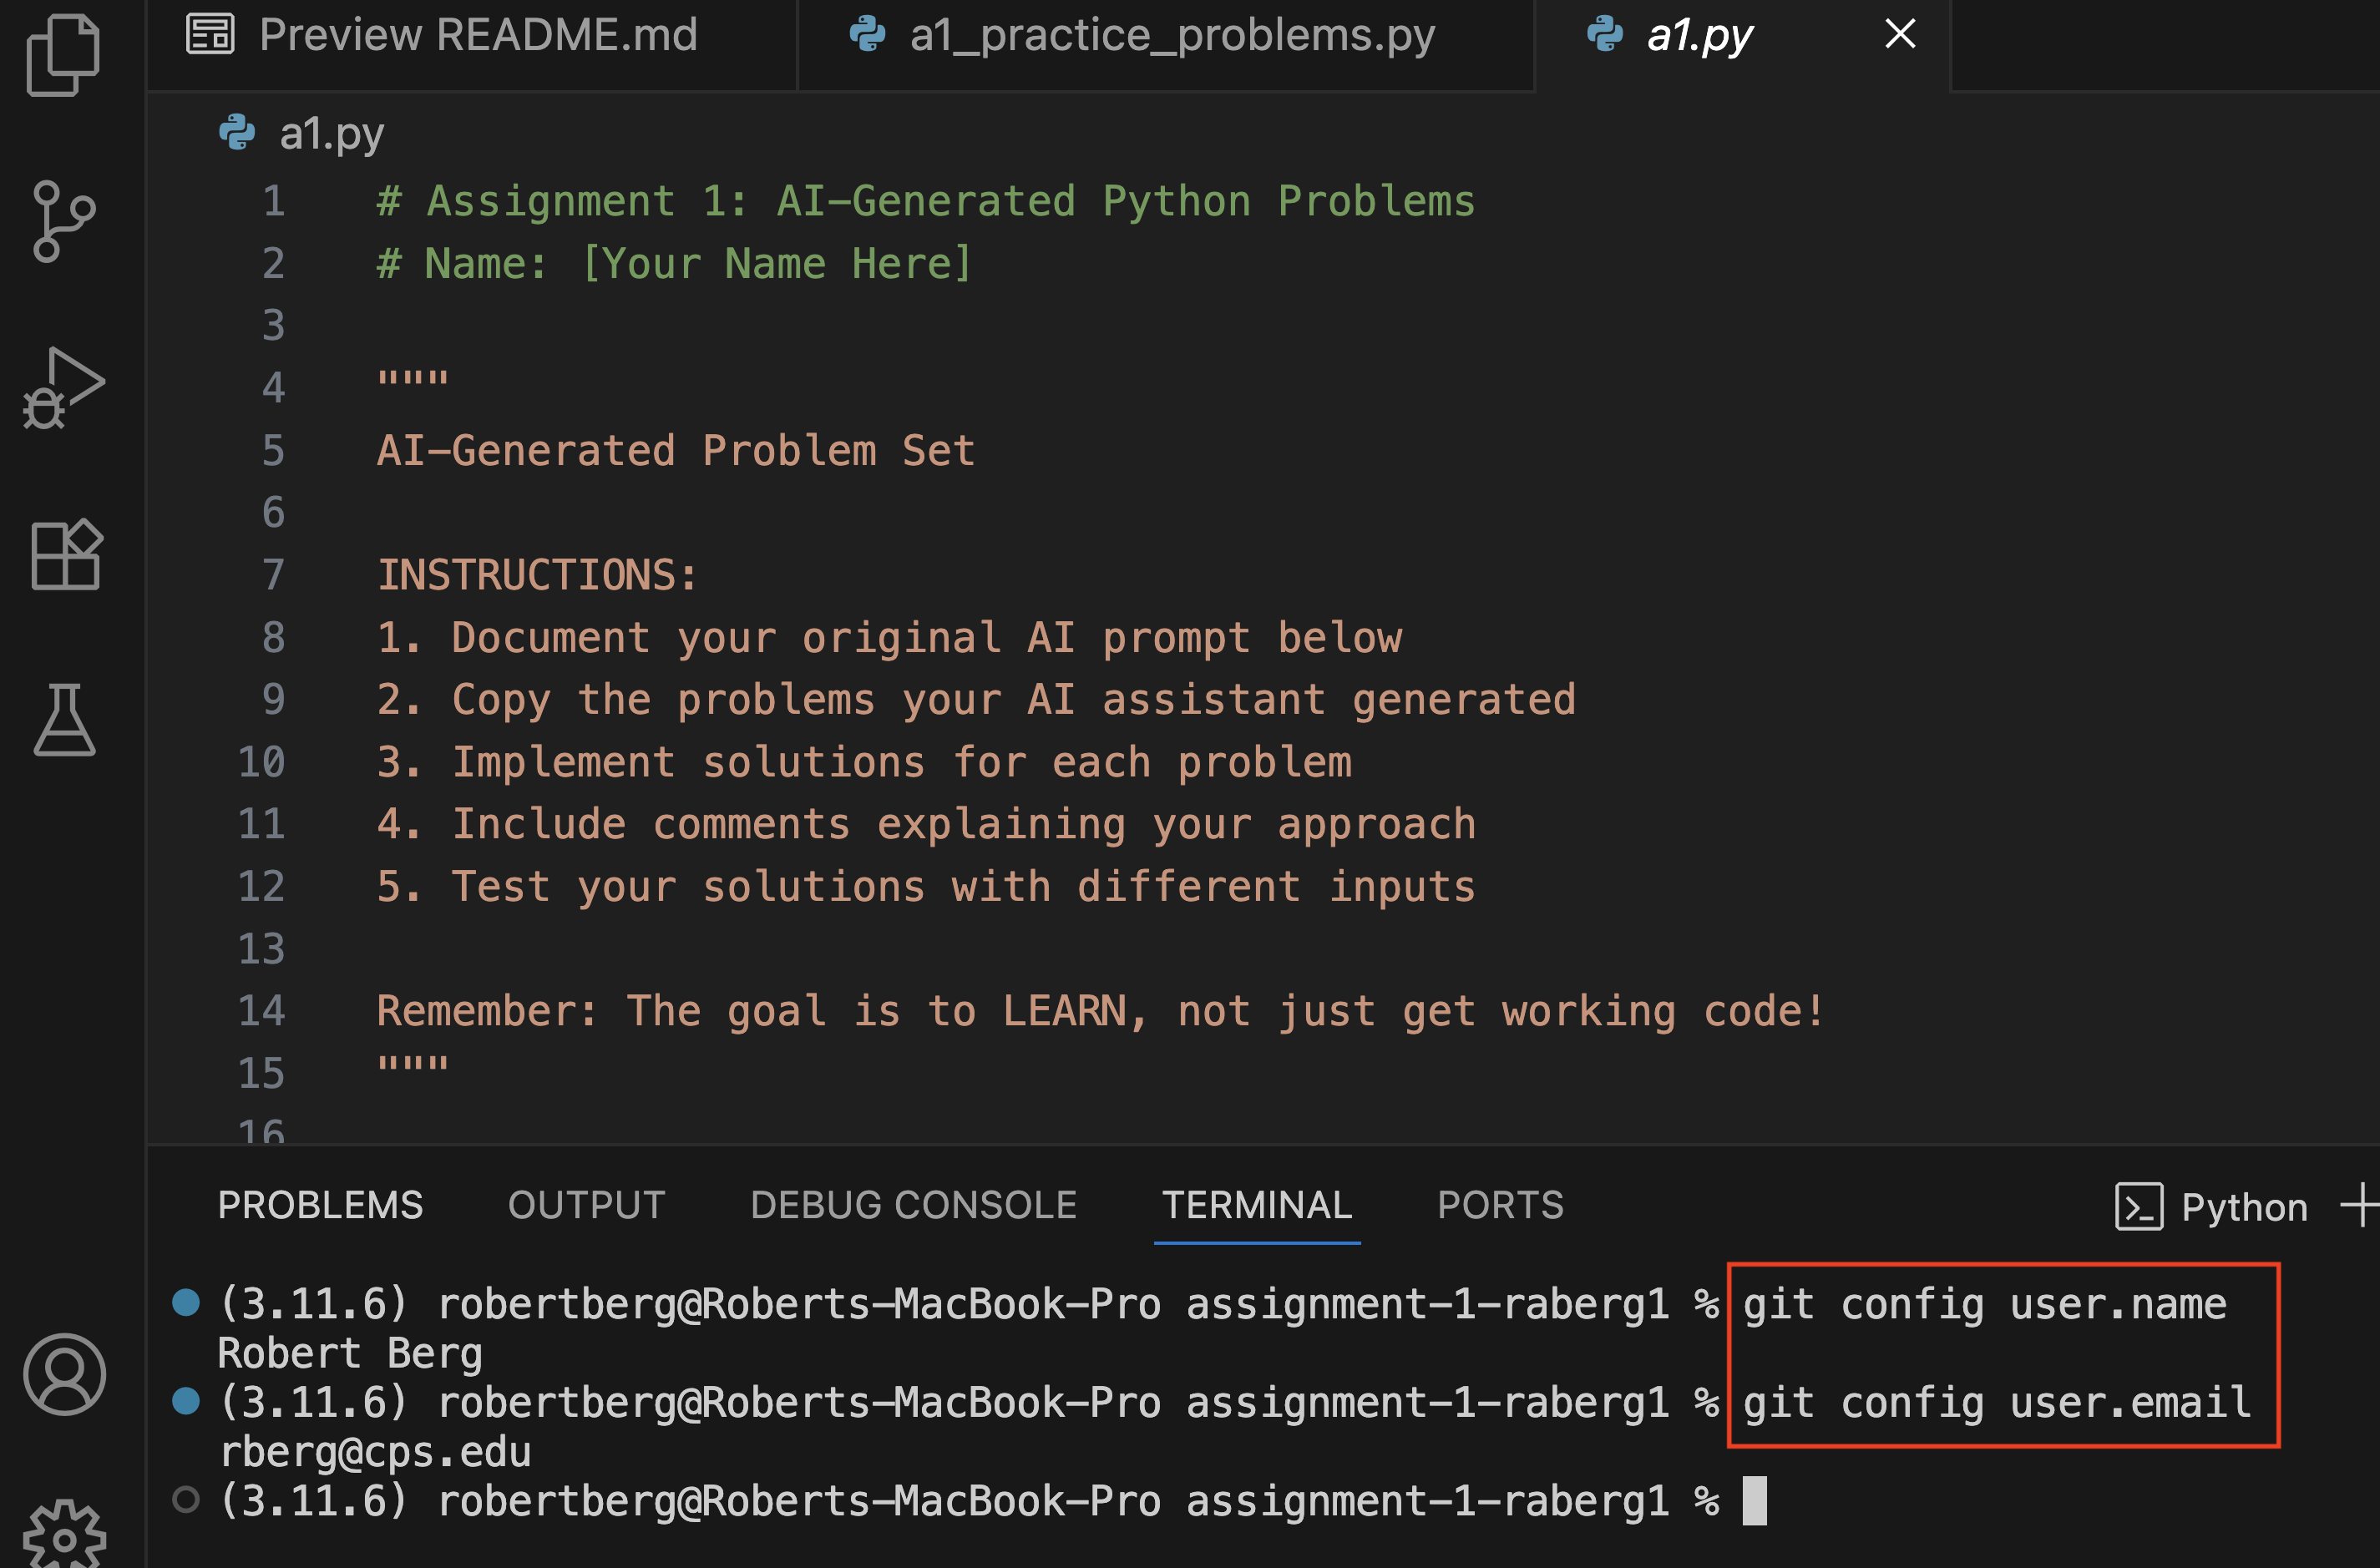 Preview README.md
a1_practice_problems.py
a1.py
a1.py
1 # Assignment 1: AI-Generated Python Problems
2 # Name: [Your Name Here]
3
4 """
5 AI-Generated Problem Set
6
7 INSTRUCTIONS:
8 1. Document your original AI prompt below
9 2. Copy the problems your AI assistant generated
10 3. Implement solutions for each problem
11 4. Include comments explaining your approach
12 5. Test your solutions with different inputs
13
14 Remember: The goal is to LEARN, not just get working code!
15 """
16
PROBLEMS OUTPUT DEBUG CONSOLE TERMINAL PORTS Python
(3.11.6) robertberg@Roberts-MacBook-Pro assignment-1-raberg1 % git config user.name
Robert Berg
(3.11.6) robertberg@Roberts-MacBook-Pro assignment-1-raberg1 % git config user.email
rberg@cps.edu
(3.11.6) robertberg@Roberts-MacBook-Pro assignment-1-raberg1 %